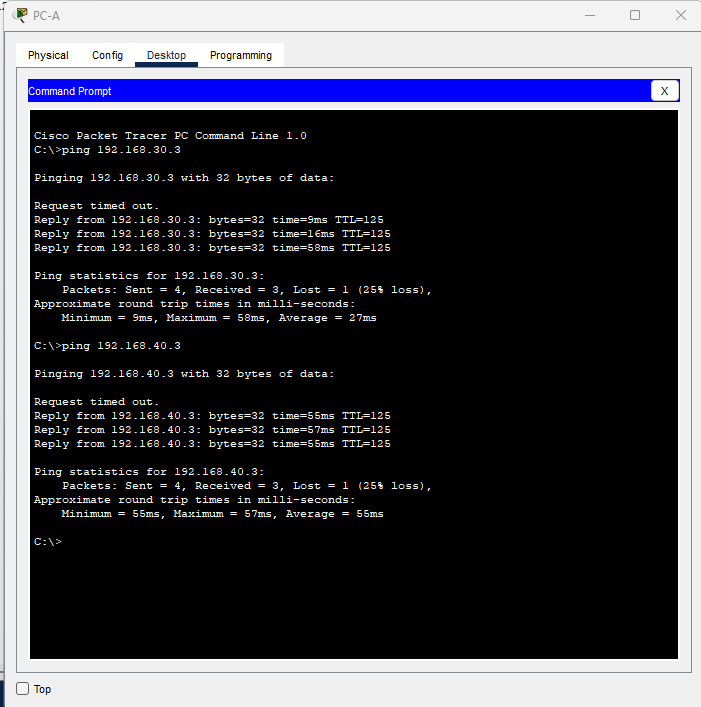 PC-A
Physical Config Desktop Programming
Command Prompt X
Cisco Packet Tracer PC Command Line 1.0
C:\>ping 192.168.30.3
Pinging 192.168.30.3 with 32 bytes of data:
Request timed out.
Reply from 192.168.30.3: bytes=32 time=9ms TTL=125
Reply from 192.168.30.3: bytes=32 time=16ms TTL=125
Reply from 192.168.30.3: bytes=32 time=58ms TTL=125
Ping statistics for 192.168.30.3:
Packets: Sent = 4, Received = 3, Lost = 1 (25% loss),
Approximate round trip times in milli-seconds:
Minimum = 9ms, Maximum = 58ms, Average = 27ms
C:\>ping 192.168.40.3
Pinging 192.168.40.3 with 32 bytes of data:
Request timed out.
Reply from 192.168.40.3: bytes=32 time=55ms TTL=125
Reply from 192.168.40.3: bytes=32 time=57ms TTL=125
Reply from 192.168.40.3: bytes=32 time=55ms TTL=125
Ping statistics for 192.168.40.3:
Packets: Sent = 4, Received = 3, Lost = 1 (25% loss),
Approximate round trip times in milli-seconds:
Minimum = 55ms, Maximum = 57ms, Average = 55ms
C:\>
Top